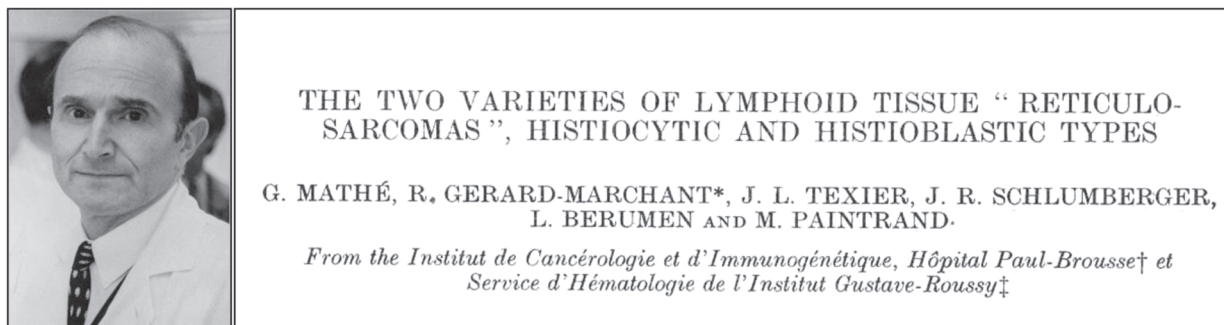 THE TWO VARIETIES OF LYMPHOID TISSUE “ RETICULO-
SARCOMAS ”, HISTIOCYTIC AND HISTIOBLASTIC TYPES
G. MATHÉ, R. GERARD-MARCHANT*, J. L. TEXIER, J. R. SCHLUMBERGER,
L. BERUMEN AND M. PAINTRAND.
From the Institut de Cancérologie et d'Immunogénétique, Hôpital Paul-Brousse† et
Service d'Hématologie de l'Institut Gustave-Roussy‡